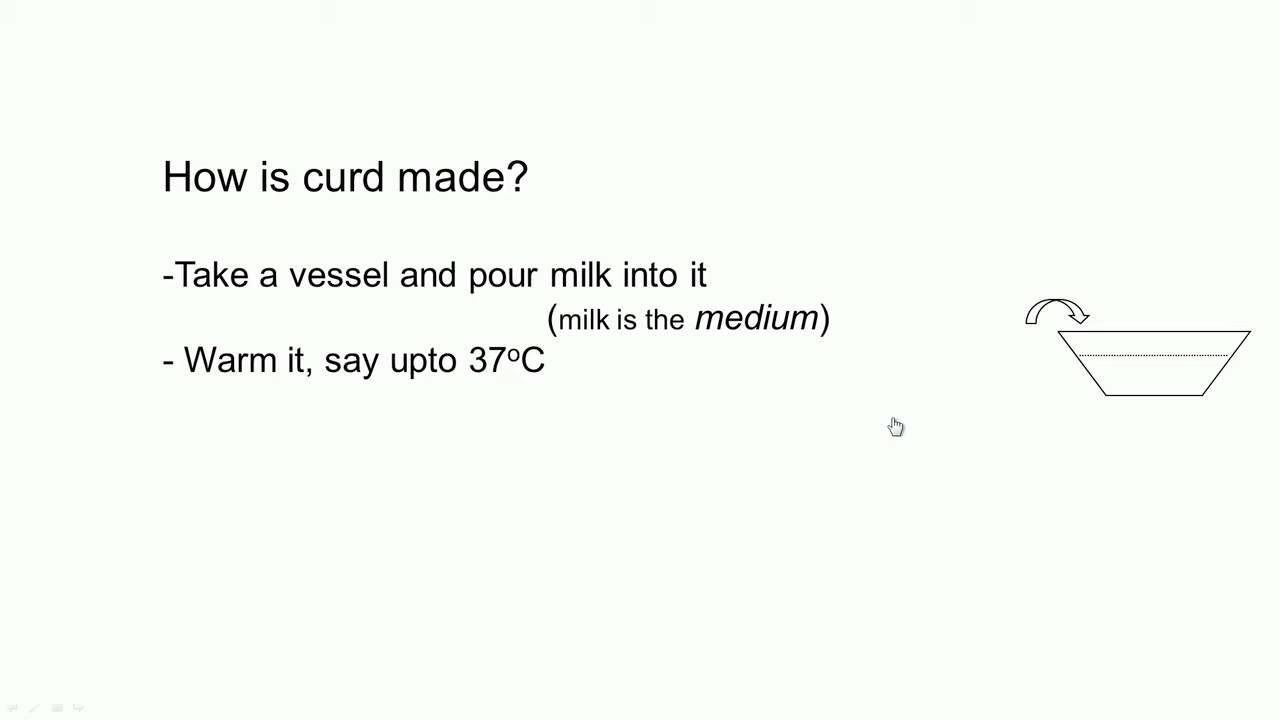 How is curd made?
-Take a vessel and pour milk into it
(milk is the medium)
- Warm it, say upto 37°C